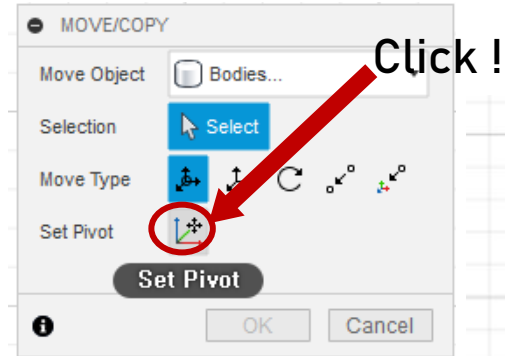 MOVE/COPY
Click !
Move Object Bodies...
Selection Select
Move Type
Set Pivot
Set Pivot
OK Cancel